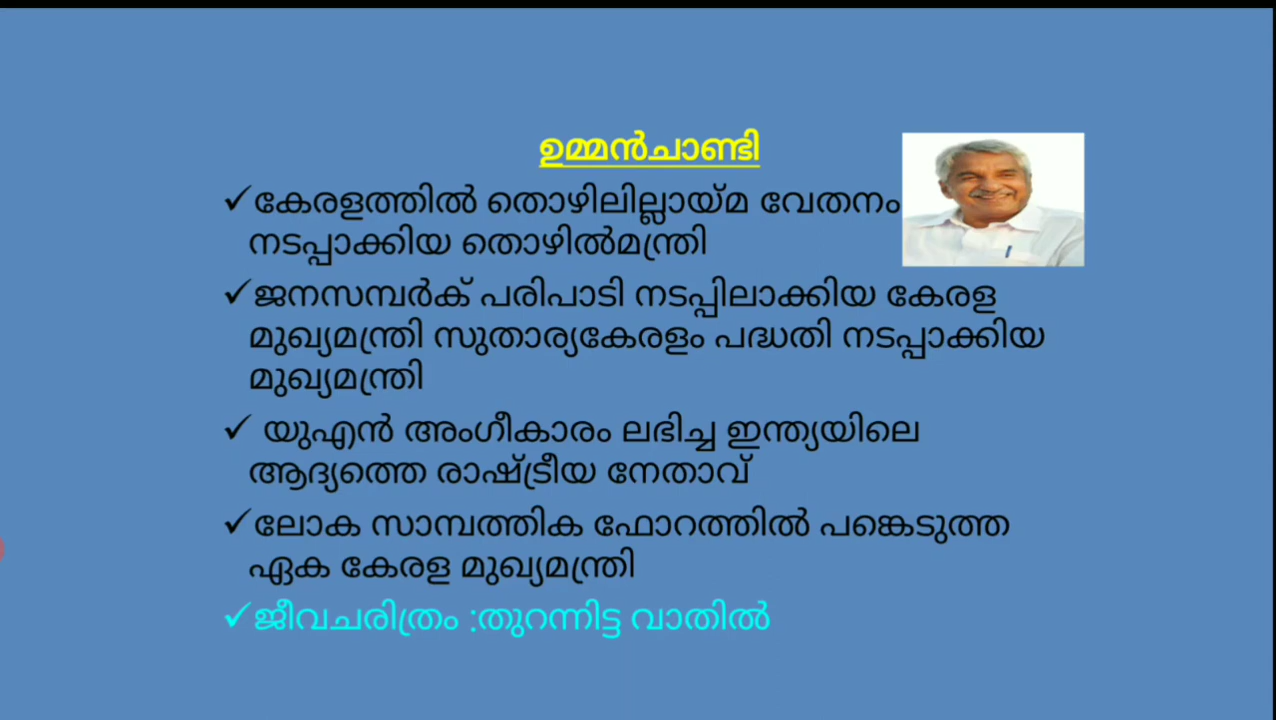 ഉമ്മൻചാണ്ടി
✓കേരളത്തിൽ തൊഴിലില്ലായ്മ വേതനം
നടപ്പാക്കിയ തൊഴിൽമന്ത്രി
✓ജനസമ്പർക് പരിപാടി നടപ്പിലാക്കിയ കേരള
മുഖ്യമന്ത്രി സുതാര്യകേരളം പദ്ധതി നടപ്പാക്കിയ
മുഖ്യമന്ത്രി
✓ യുഎൻ അംഗീകാരം ലഭിച്ച ഇന്ത്യയിലെ
ആദ്യത്തെ രാഷ്ട്രീയ നേതാവ്
✓ലോക സാമ്പത്തിക ഫോറത്തിൽ പങ്കെടുത്ത
ഏക കേരള മുഖ്യമന്ത്രി
✓ജീവചരിത്രം :തുറന്നിട്ട വാതിൽ